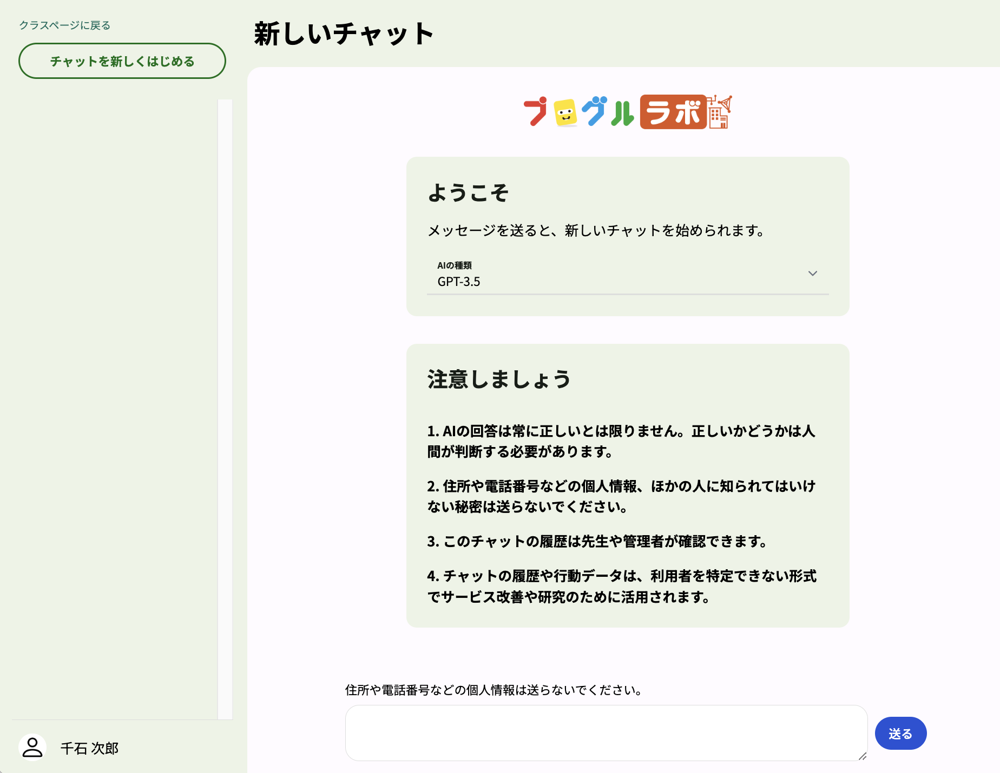 クラスページに戻る
チャットを新しくはじめる
千石 次郎
新しいチャット
プログル ラボ
ようこそ
メッセージを送ると、新しいチャットを始められます。
AIの種類
GPT-3.5
注意しましょう
1. AIの回答は常に正しいとは限りません。正しいかどうかは人
間が判断する必要があります。
2. 住所や電話番号などの個人情報、ほかの人に知られてはいけ
ない秘密は送らないでください。
3. このチャットの履歴は先生や管理者が確認できます。
4. チャットの履歴や行動データは、利用者を特定できない形式
でサービス改善や研究のために活用されます。
住所や電話番号などの個人情報は送らないでください。
送る